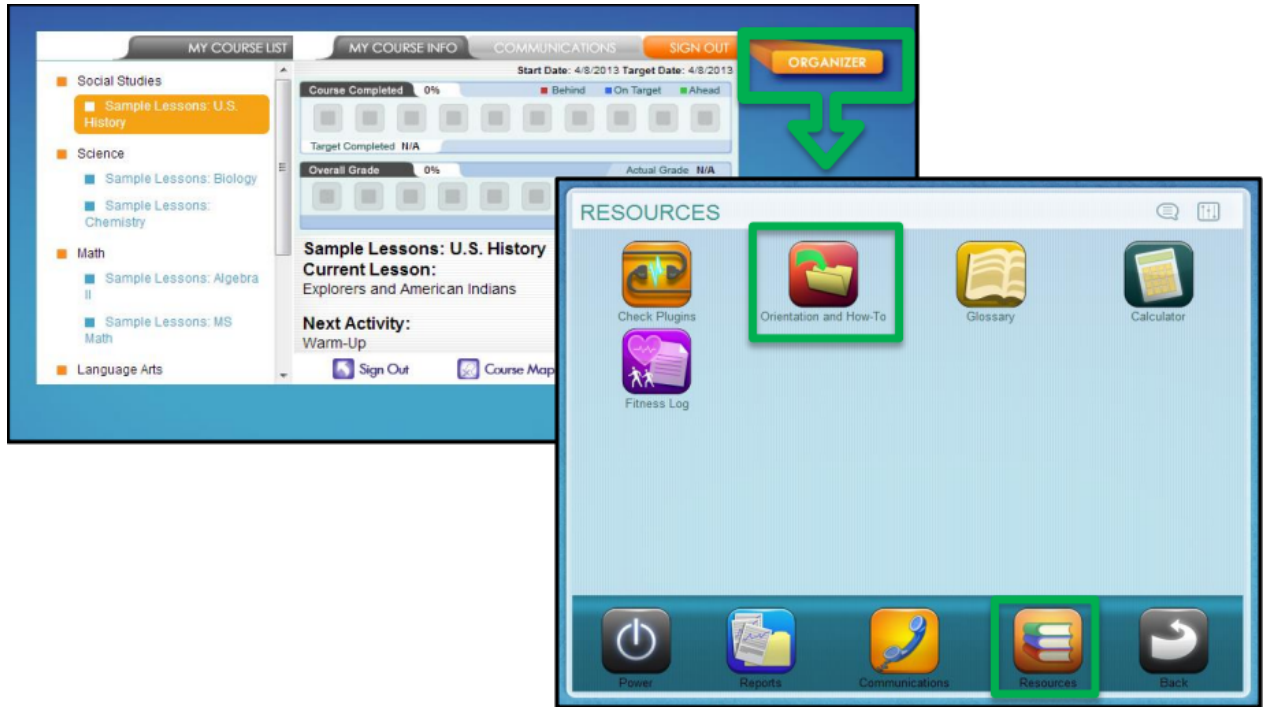 MY COURSE LIST
MY COURSE INFO
COMMUNICATIONS
SIGN OUT
ORGANIZER
Social Studies
Sample Lessons: U.S.
History
Science
Sample Lessons: Biology
Sample Lessons:
Chemistry
Math
Sample Lessons: Algebra
II
Sample Lessons: MS
Math
Language Arts
Start Date: 4/8/2013 Target Date: 4/8/2013
Course Completed 0% Behind On Target Ahead
Target Completed N/A
Overall Grade 0% Actual Grade N/A
Sample Lessons: U.S. History
Current Lesson:
Explorers and American Indians
Next Activity:
Warm-Up
Sign Out Course Map
RESOURCES
Check Plugins Orientation and How-To Glossary Calculator
Fitness Log
Power Reports Communications Resources Back